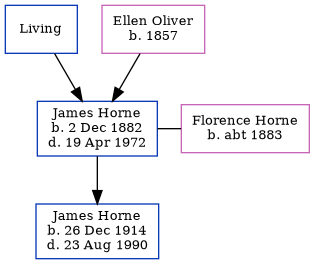 Living
Ellen Oliver
b. 1857
James Horne
b. 2 Dec 1882
d. 19 Apr 1972
Florence Horne
b. abt 1883
James Horne
b. 26 Dec 1914
d. 23 Aug 1990